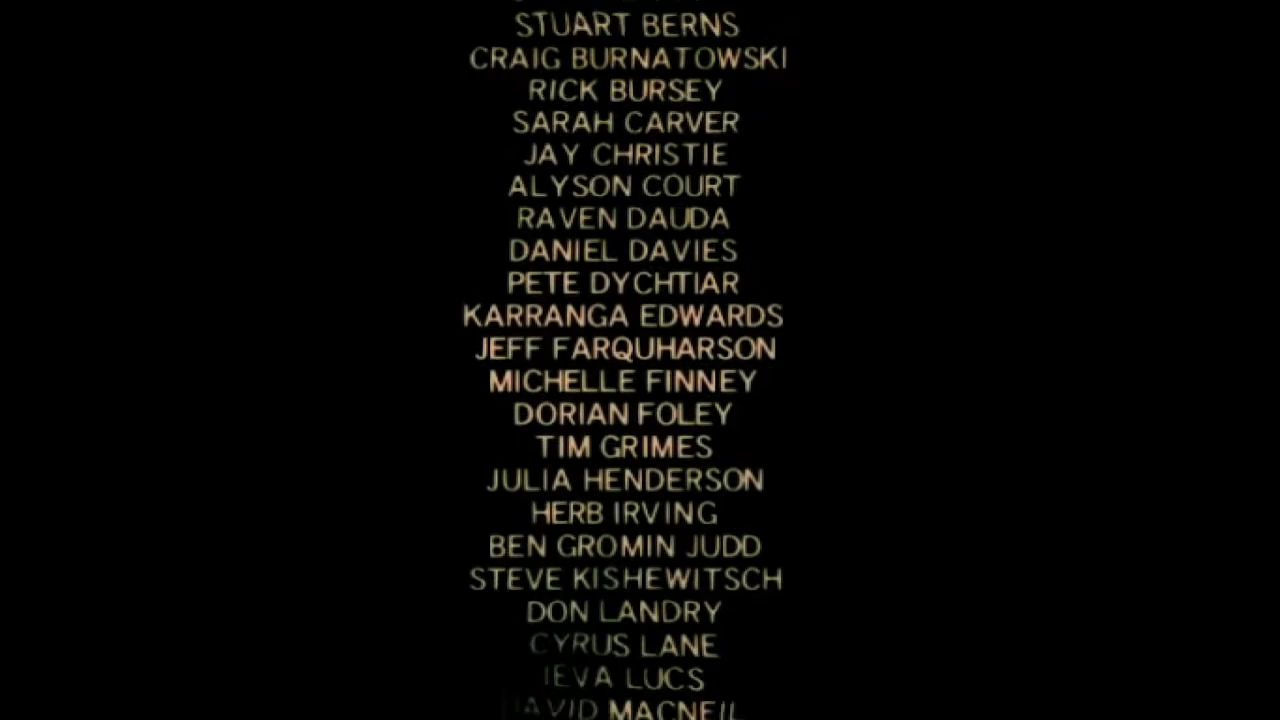 STUART BERNS
CRAIG BURNATOWSKI
RICK BURSEY
SARAH CARVER
JAY CHRISTIE
ALYSON COURT
RAVEN DAUDA
DANIEL DAVIES
PETE DYCHTIAR
KARRANGA EDWARDS
JEFF FARQUHARSON
MICHELLE FINNEY
DORIAN FOLEY
TIM GRIMES
JULIA HENDERSON
HERB IRVING
BEN GROMIN JUDD
STEVE KISHEWITSCH
DON LANDRY
CYRUS LANE
IEVA LUCS
DAVID MACNEIL